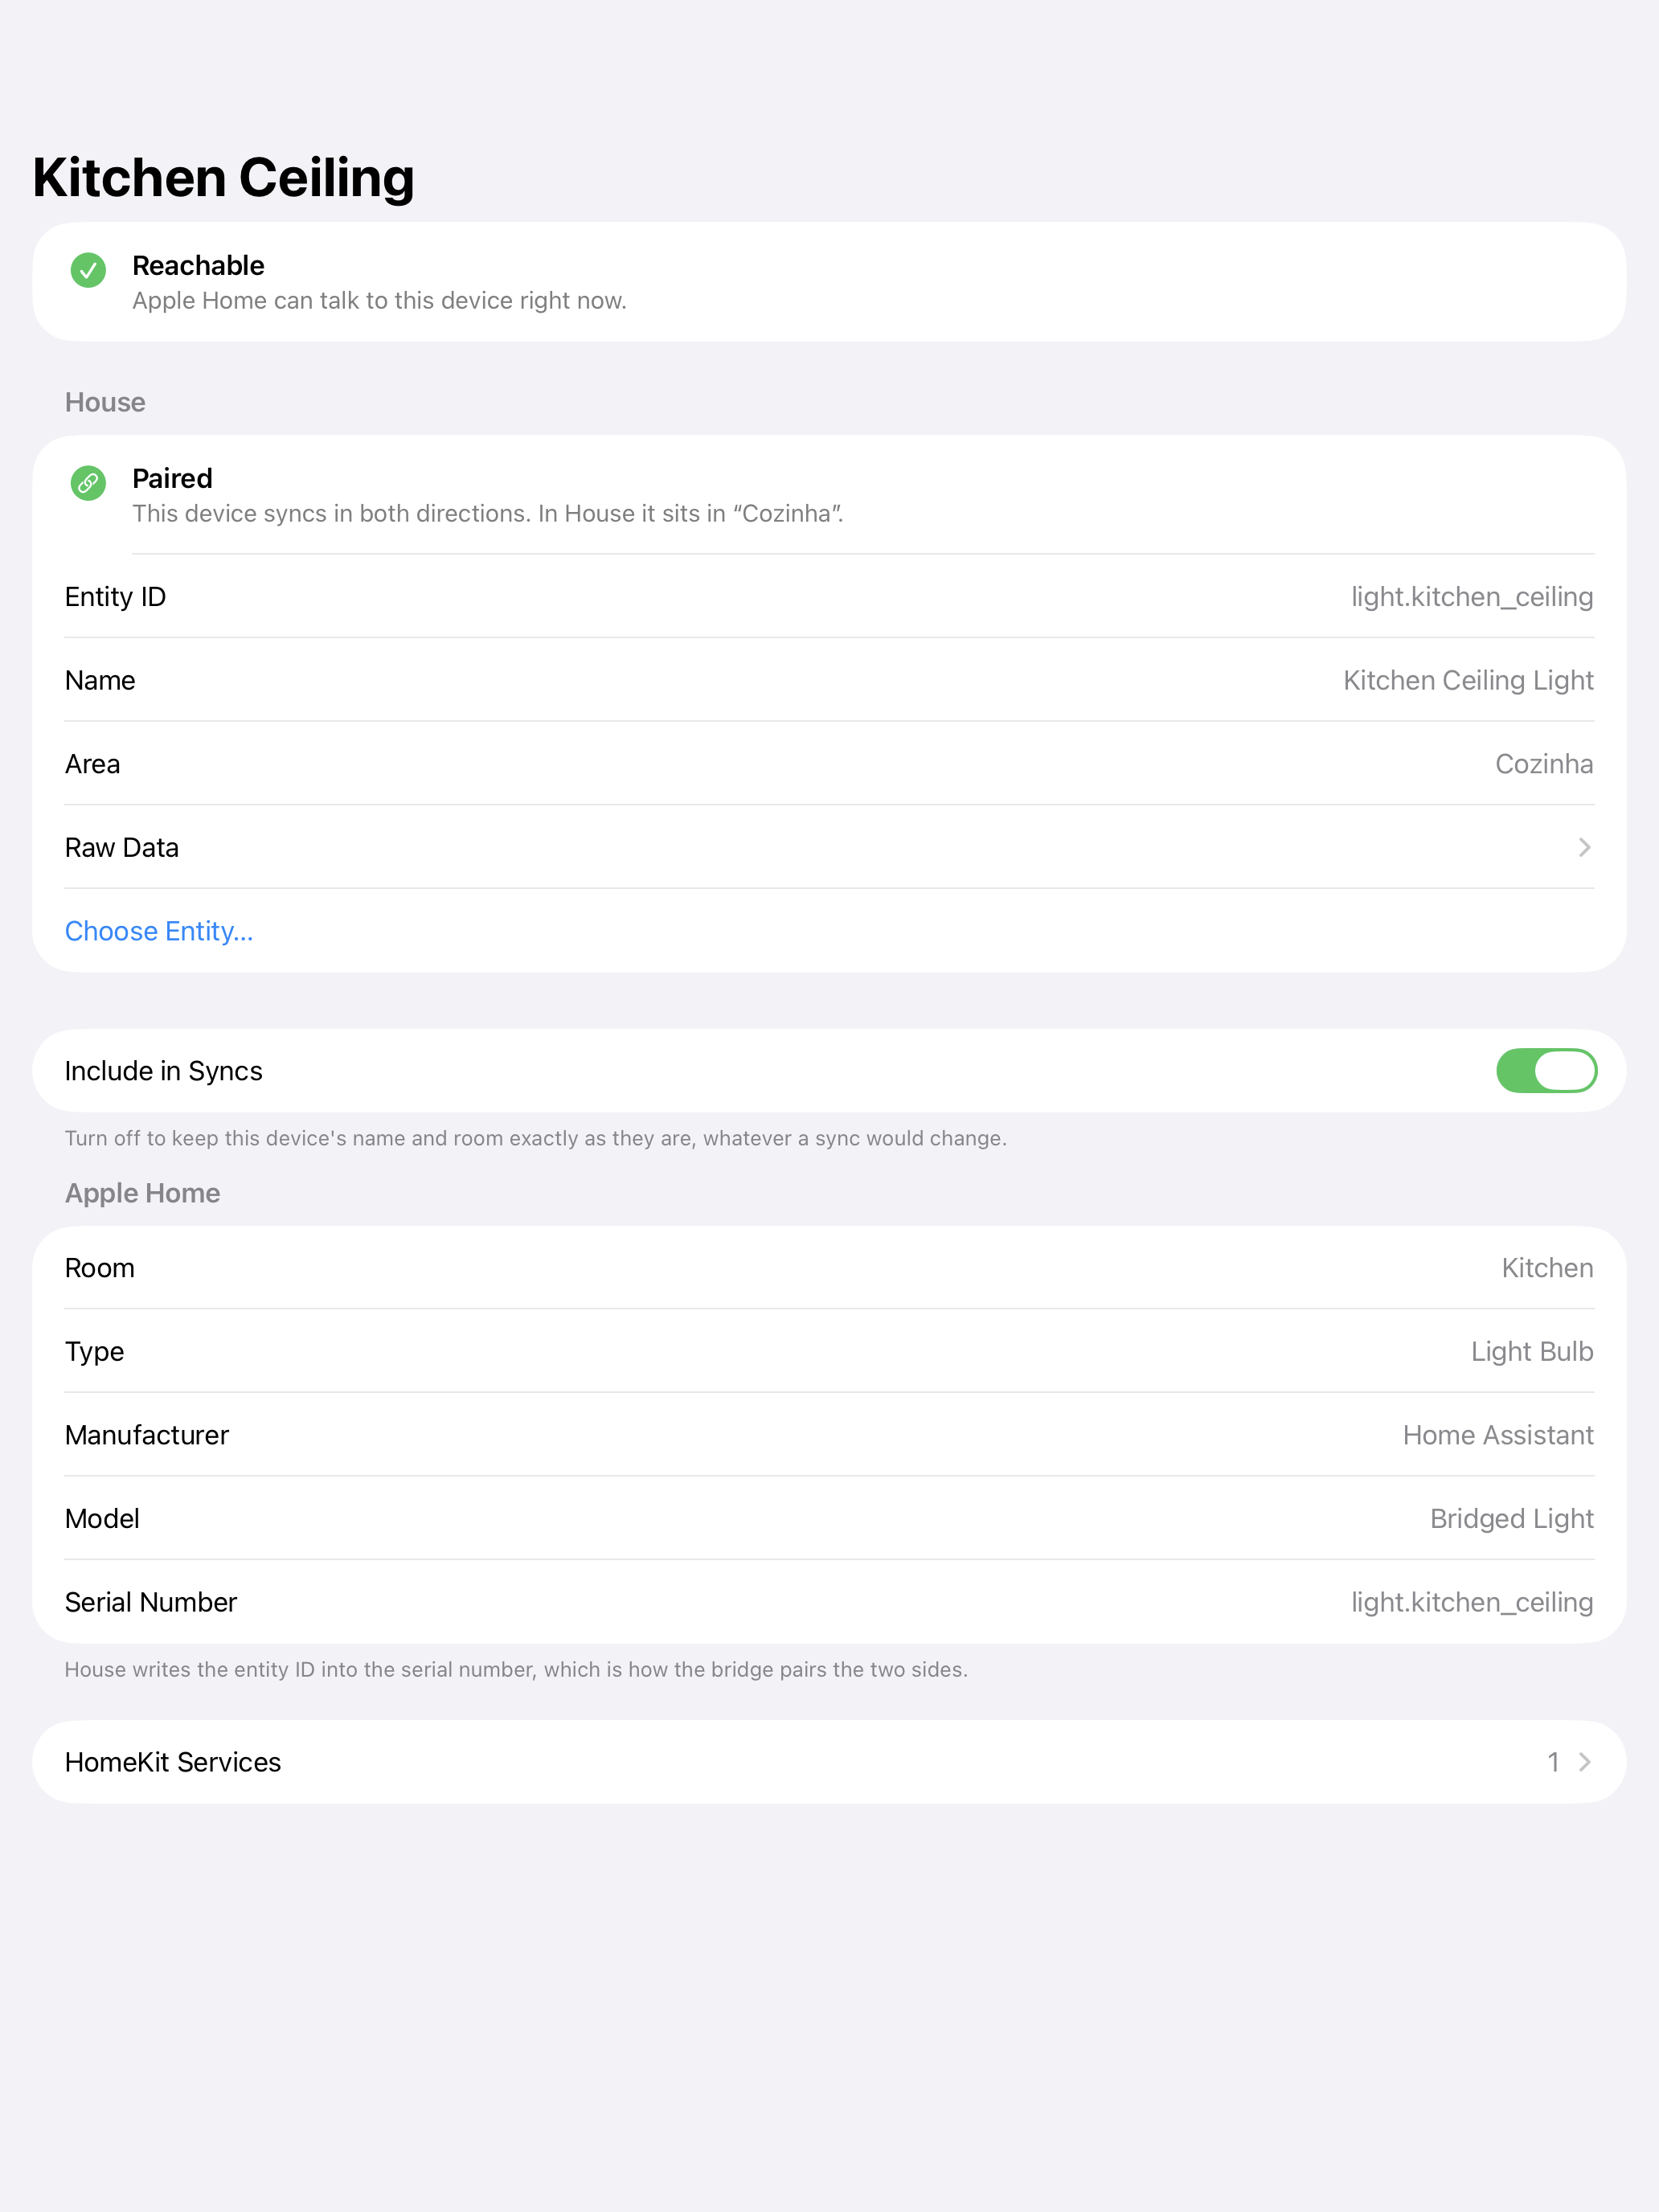 Kitchen Ceiling
Reachable
Apple Home can talk to this device right now.
House
Paired
This device syncs in both directions. In House it sits in “Cozinha”.
Entity ID
light.kitchen_ceiling
Name
Kitchen Ceiling Light
Area
Cozinha
Raw Data
Choose Entity...
Include in Syncs
Turn off to keep this device's name and room exactly as they are, whatever a sync would change.
Apple Home
Room
Kitchen
Type
Light Bulb
Manufacturer
Home Assistant
Model
Bridged Light
Serial Number
light.kitchen_ceiling
House writes the entity ID into the serial number, which is how the bridge pairs the two sides.
HomeKit Services
1